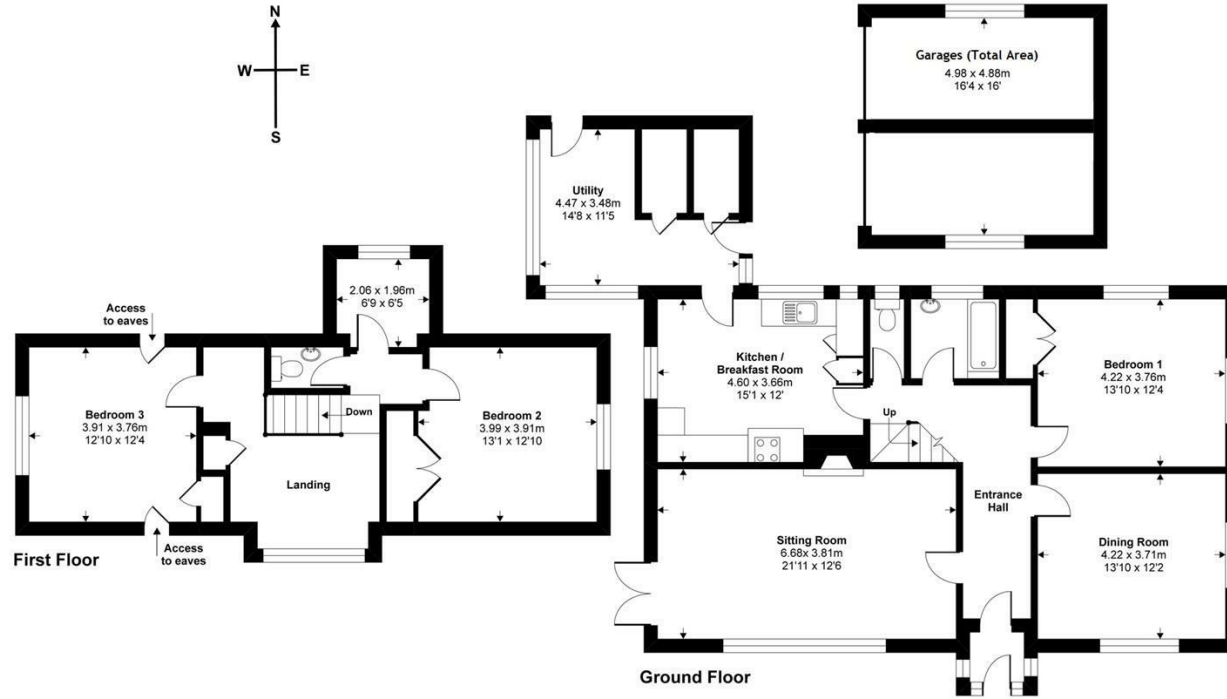 N
W
E
S
Garages (Total Area)
4.98 x 4.88m
16'4 x 16'
Utility
4.47 x 3.48m
14'8 x 11'5
2.06 x 1.96m
6'9 x 6'5
Access
to eaves
Bedroom 3
3.91 x 3.76m
12'10 x 12'4
Down
Bedroom 2
3.99 x 3.91m
13'1 x 12'10
Landing
Access
to eaves
First Floor
Kitchen /
Breakfast Room
4.60 x 3.66m
15'1 x 12'
Up
Bedroom 1
4.22 x 3.76m
13'10 x 12'4
Entrance
Hall
Sitting Room
6.68x 3.81m
21'11 x 12'6
Dining Room
4.22 x 3.71m
13'10 x 12'2
Ground Floor